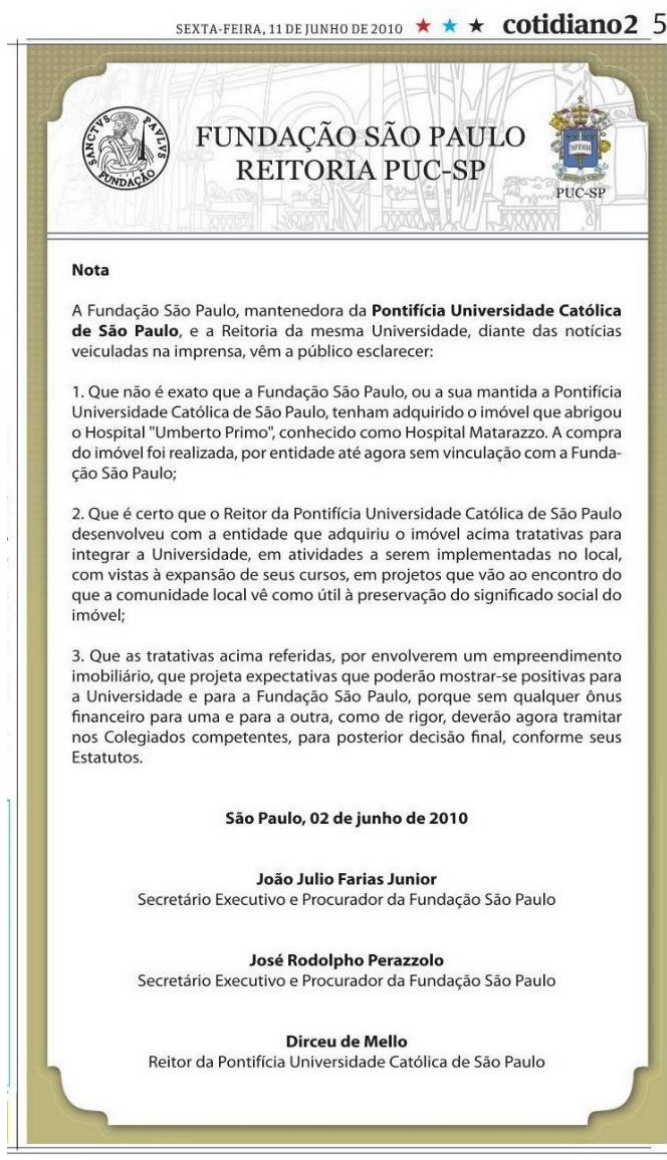 SEXTA-FEIRA, 11 DE JUNHO DE 2010 ★ ★ ★ cotidiano2 5
SANCTVS PAVLVS
FUNDAÇÃO
FUNDAÇÃO SÃO PAULO
REITORIA PUC-SP
PUC-SP
Nota
A Fundação São Paulo, mantenedora da Pontifícia Universidade Católica
de São Paulo, e a Reitoria da mesma Universidade, diante das notícias
veiculadas na imprensa, vêm a público esclarecer:
1. Que não é exato que a Fundação São Paulo, ou a sua mantida a Pontifícia
Universidade Católica de São Paulo, tenham adquirido o imóvel que abrigou
o Hospital "Umberto Primo", conhecido como Hospital Matarazzo. A compra
do imóvel foi realizada, por entidade até agora sem vinculação com a Funda-
ção São Paulo;
2. Que é certo que o Reitor da Pontifícia Universidade Católica de São Paulo
desenvolveu com a entidade que adquiriu o imóvel acima tratativas para
integrar a Universidade, em atividades a serem implementadas no local,
com vistas à expansão de seus cursos, em projetos que vão ao encontro do
que a comunidade local vê como útil à preservação do significado social do
imóvel;
3. Que as tratativas acima referidas, por envolverem um empreendimento
imobiliário, que projeta expectativas que poderão mostrar-se positivas para
a Universidade e para a Fundação São Paulo, porque sem qualquer ônus
financeiro para uma e para a outra, como de rigor, deverão agora tramitar
nos Colegiados competentes, para posterior decisão final, conforme seus
Estatutos.
São Paulo, 02 de junho de 2010
João Julio Farias Junior
Secretário Executivo e Procurador da Fundação São Paulo
José Rodolpho Perazzolo
Secretário Executivo e Procurador da Fundação São Paulo
Dirceu de Mello
Reitor da Pontifícia Universidade Católica de São Paulo